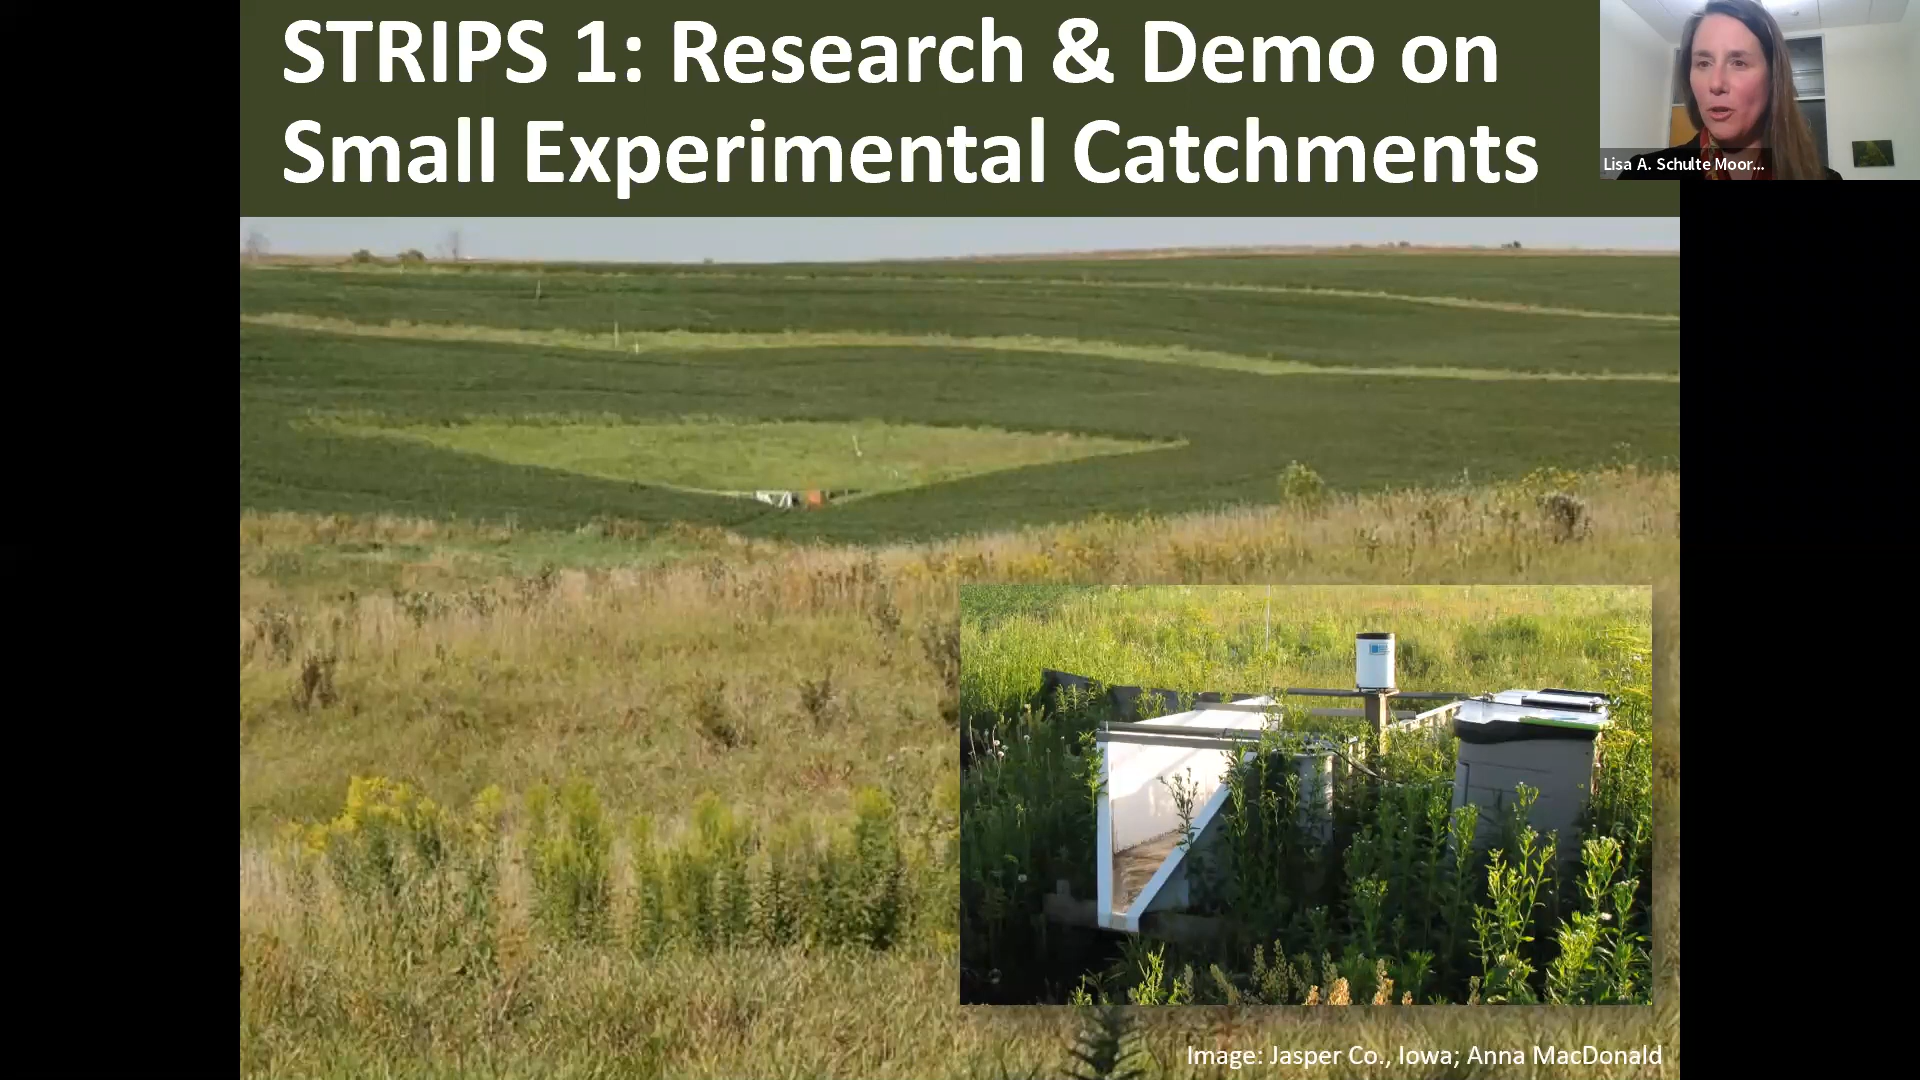 STRIPS 1: Research & Demo on
Small Experimental Catchments
Lisa A. Schulte Moor...
Image: Jasper Co., Iowa; Anna MacDonald